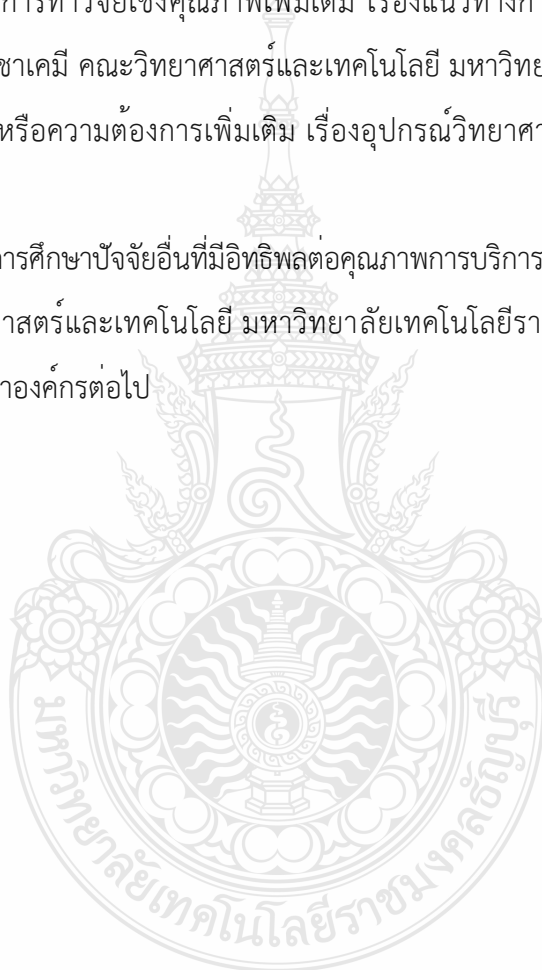 การทำวิจัยเชิงคุณภาพเพิ่มเติม เรื่องแนวทางก
ชาเคมี คณะวิทยาศาสตร์และเทคโนโลยี มหาวิทย
หรือความต้องการเพิ่มเติม เรื่องอุปกรณ์วิทยาศา
การศึกษาปัจจัยอื่นที่มีอิทธิพลต่อคุณภาพการบริการ
าสตร์และเทคโนโลยี มหาวิทยาลัยเทคโนโลยีรา
าองค์กรต่อไป
มหาวิทยาลัยเทคโนโลยีราชมงคลธัญบุรี